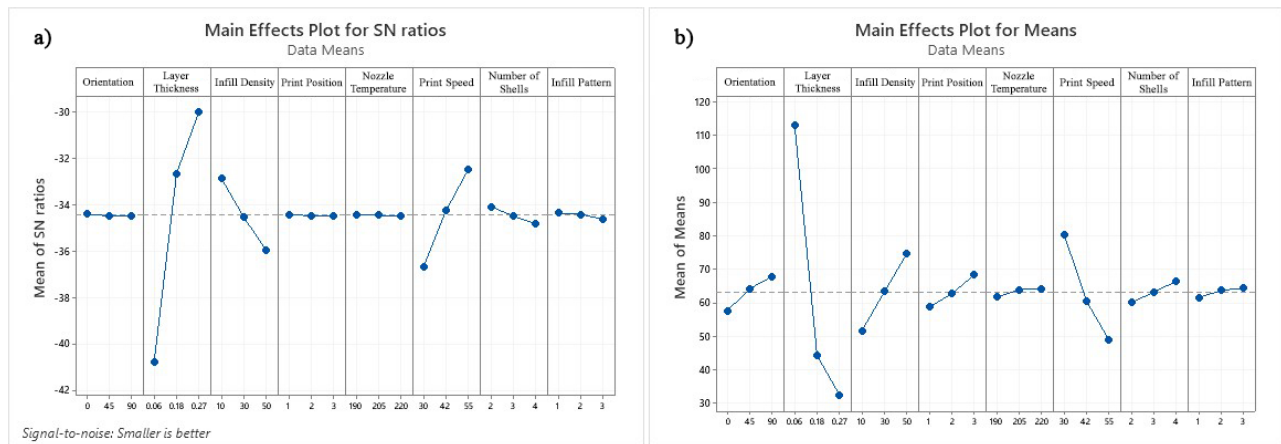 a)
Main Effects Plot for SN ratios
Data Means
Orientation Layer Thickness Infill Density Print Position Nozzle Temperature Print Speed Number of Shells Infill Pattern
Mean of SN ratios
-30
-32
-34
-36
-38
-40
-42
0 45 90 0.06 0.18 0.27 10 30 50 1 2 3 190 205 220 30 42 55 2 3 4 1 2 3
Signal-to-noise: Smaller is better
b)
Main Effects Plot for Means
Data Means
Orientation Layer Thickness Infill Density Print Position Nozzle Temperature Print Speed Number of Shells Infill Pattern
Mean of Means
120
110
100
90
80
70
60
50
40
30
0 45 90 0.06 0.18 0.27 10 30 50 1 2 3 190 205 220 30 42 55 2 3 4 1 2 3